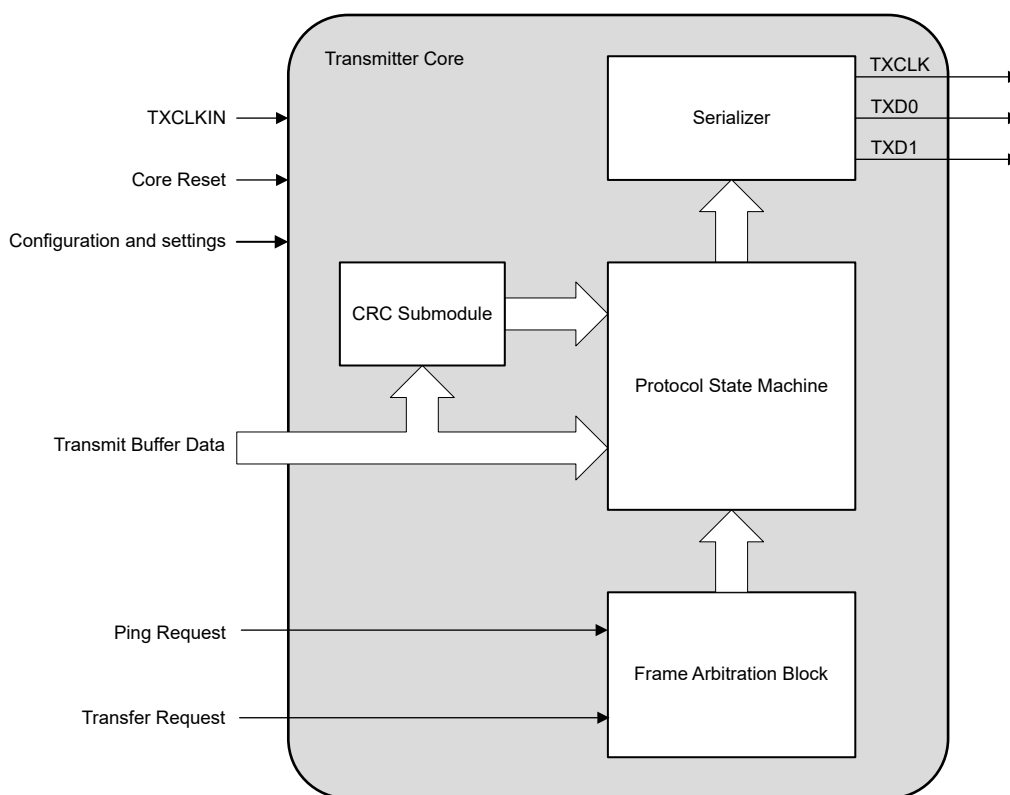 Transmitter Core
TXCLK
TXD0
TXD1
Serializer
TXCLKIN
Core Reset
Configuration and settings
CRC Submodule
Protocol State Machine
Transmit Buffer Data
Ping Request
Frame Arbitration Block
Transfer Request